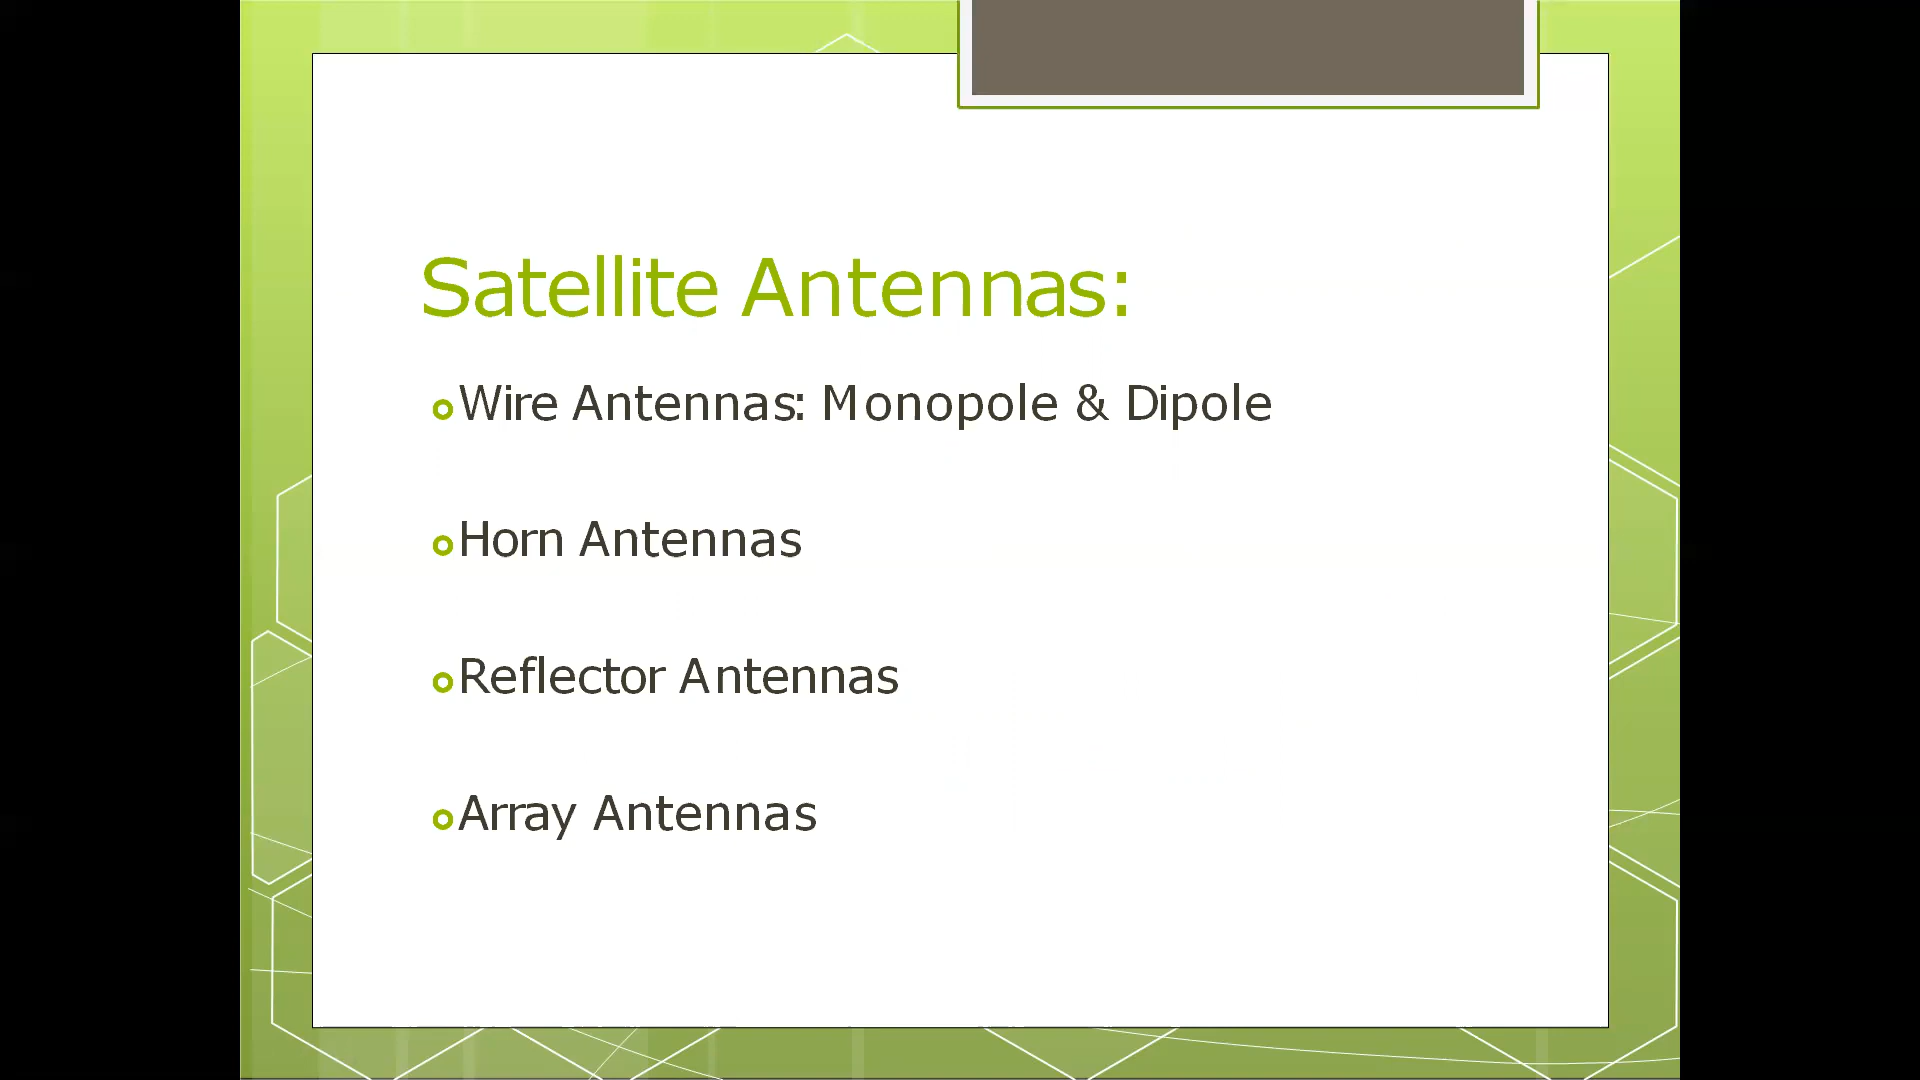 Satellite Antennas:
Wire Antennas: Monopole & Dipole
Horn Antennas
Reflector Antennas
Array Antennas